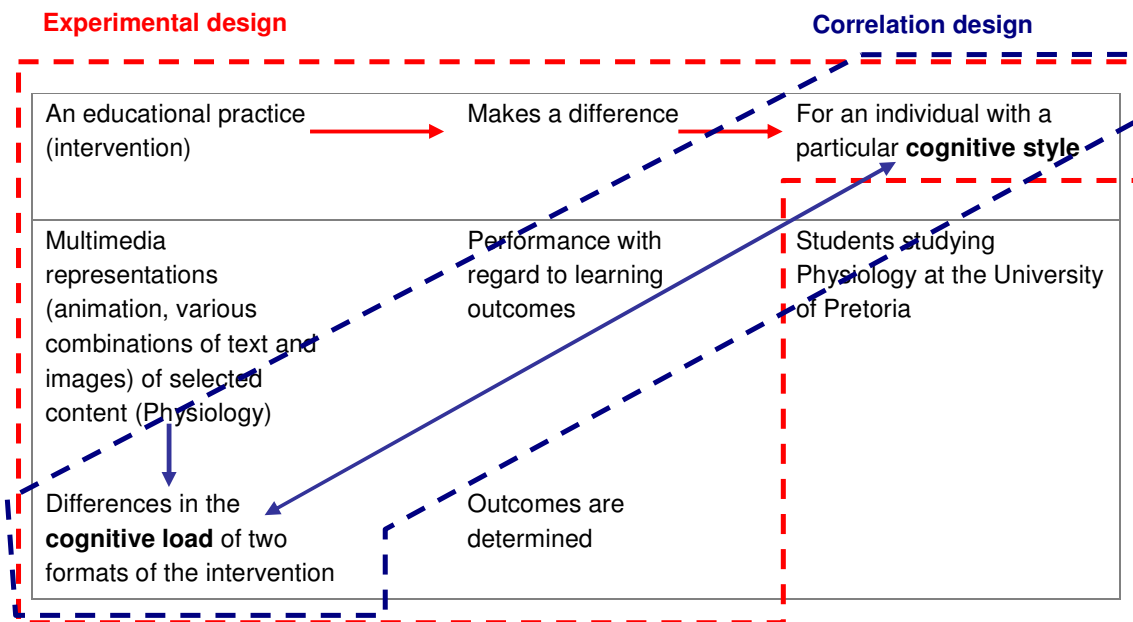 Experimental design
Correlation design
An educational practice
(intervention)
Makes a difference
For an individual with a
particular cognitive style
Multimedia
representations
(animation, various
combinations of text and
images) of selected
content (Physiology)
Performance with
regard to learning
outcomes
Students studying
Physiology at the University
of Pretoria
Differences in the
cognitive load of two
formats of the intervention
Outcomes are
determined